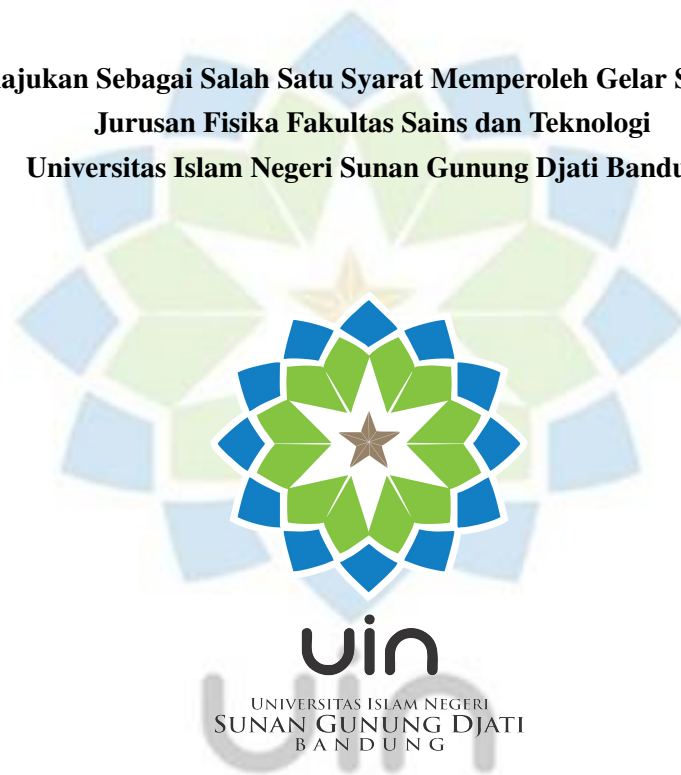 ajukan Sebagai Salah Satu Syarat Memperoleh Gelar S
Jurusan Fisika Fakultas Sains dan Teknologi
Universitas Islam Negeri Sunan Gunung Djati Bandu
uin
UNIVERSITAS ISLAM NEGERI
SUNAN GUNUNG DJATI
BANDUNG
uin